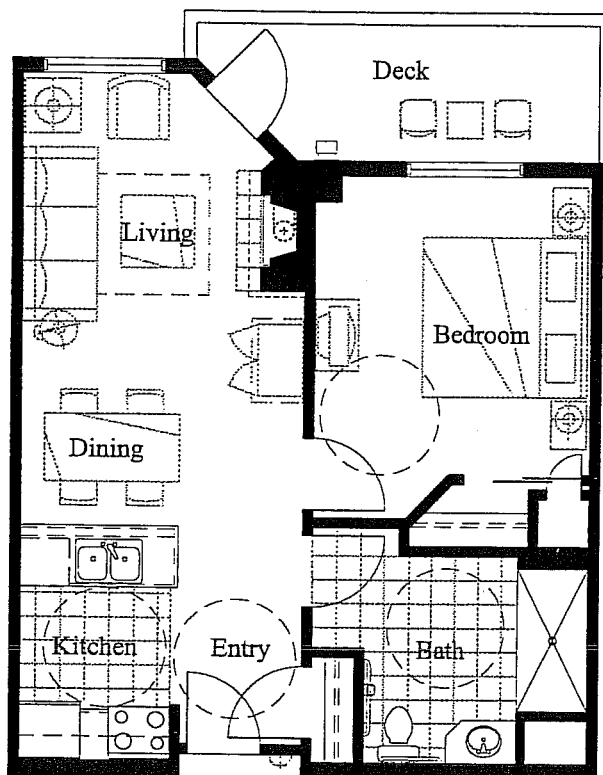 Deck
Living
Bedroom
Dining
Kitchen
Entry
Bath